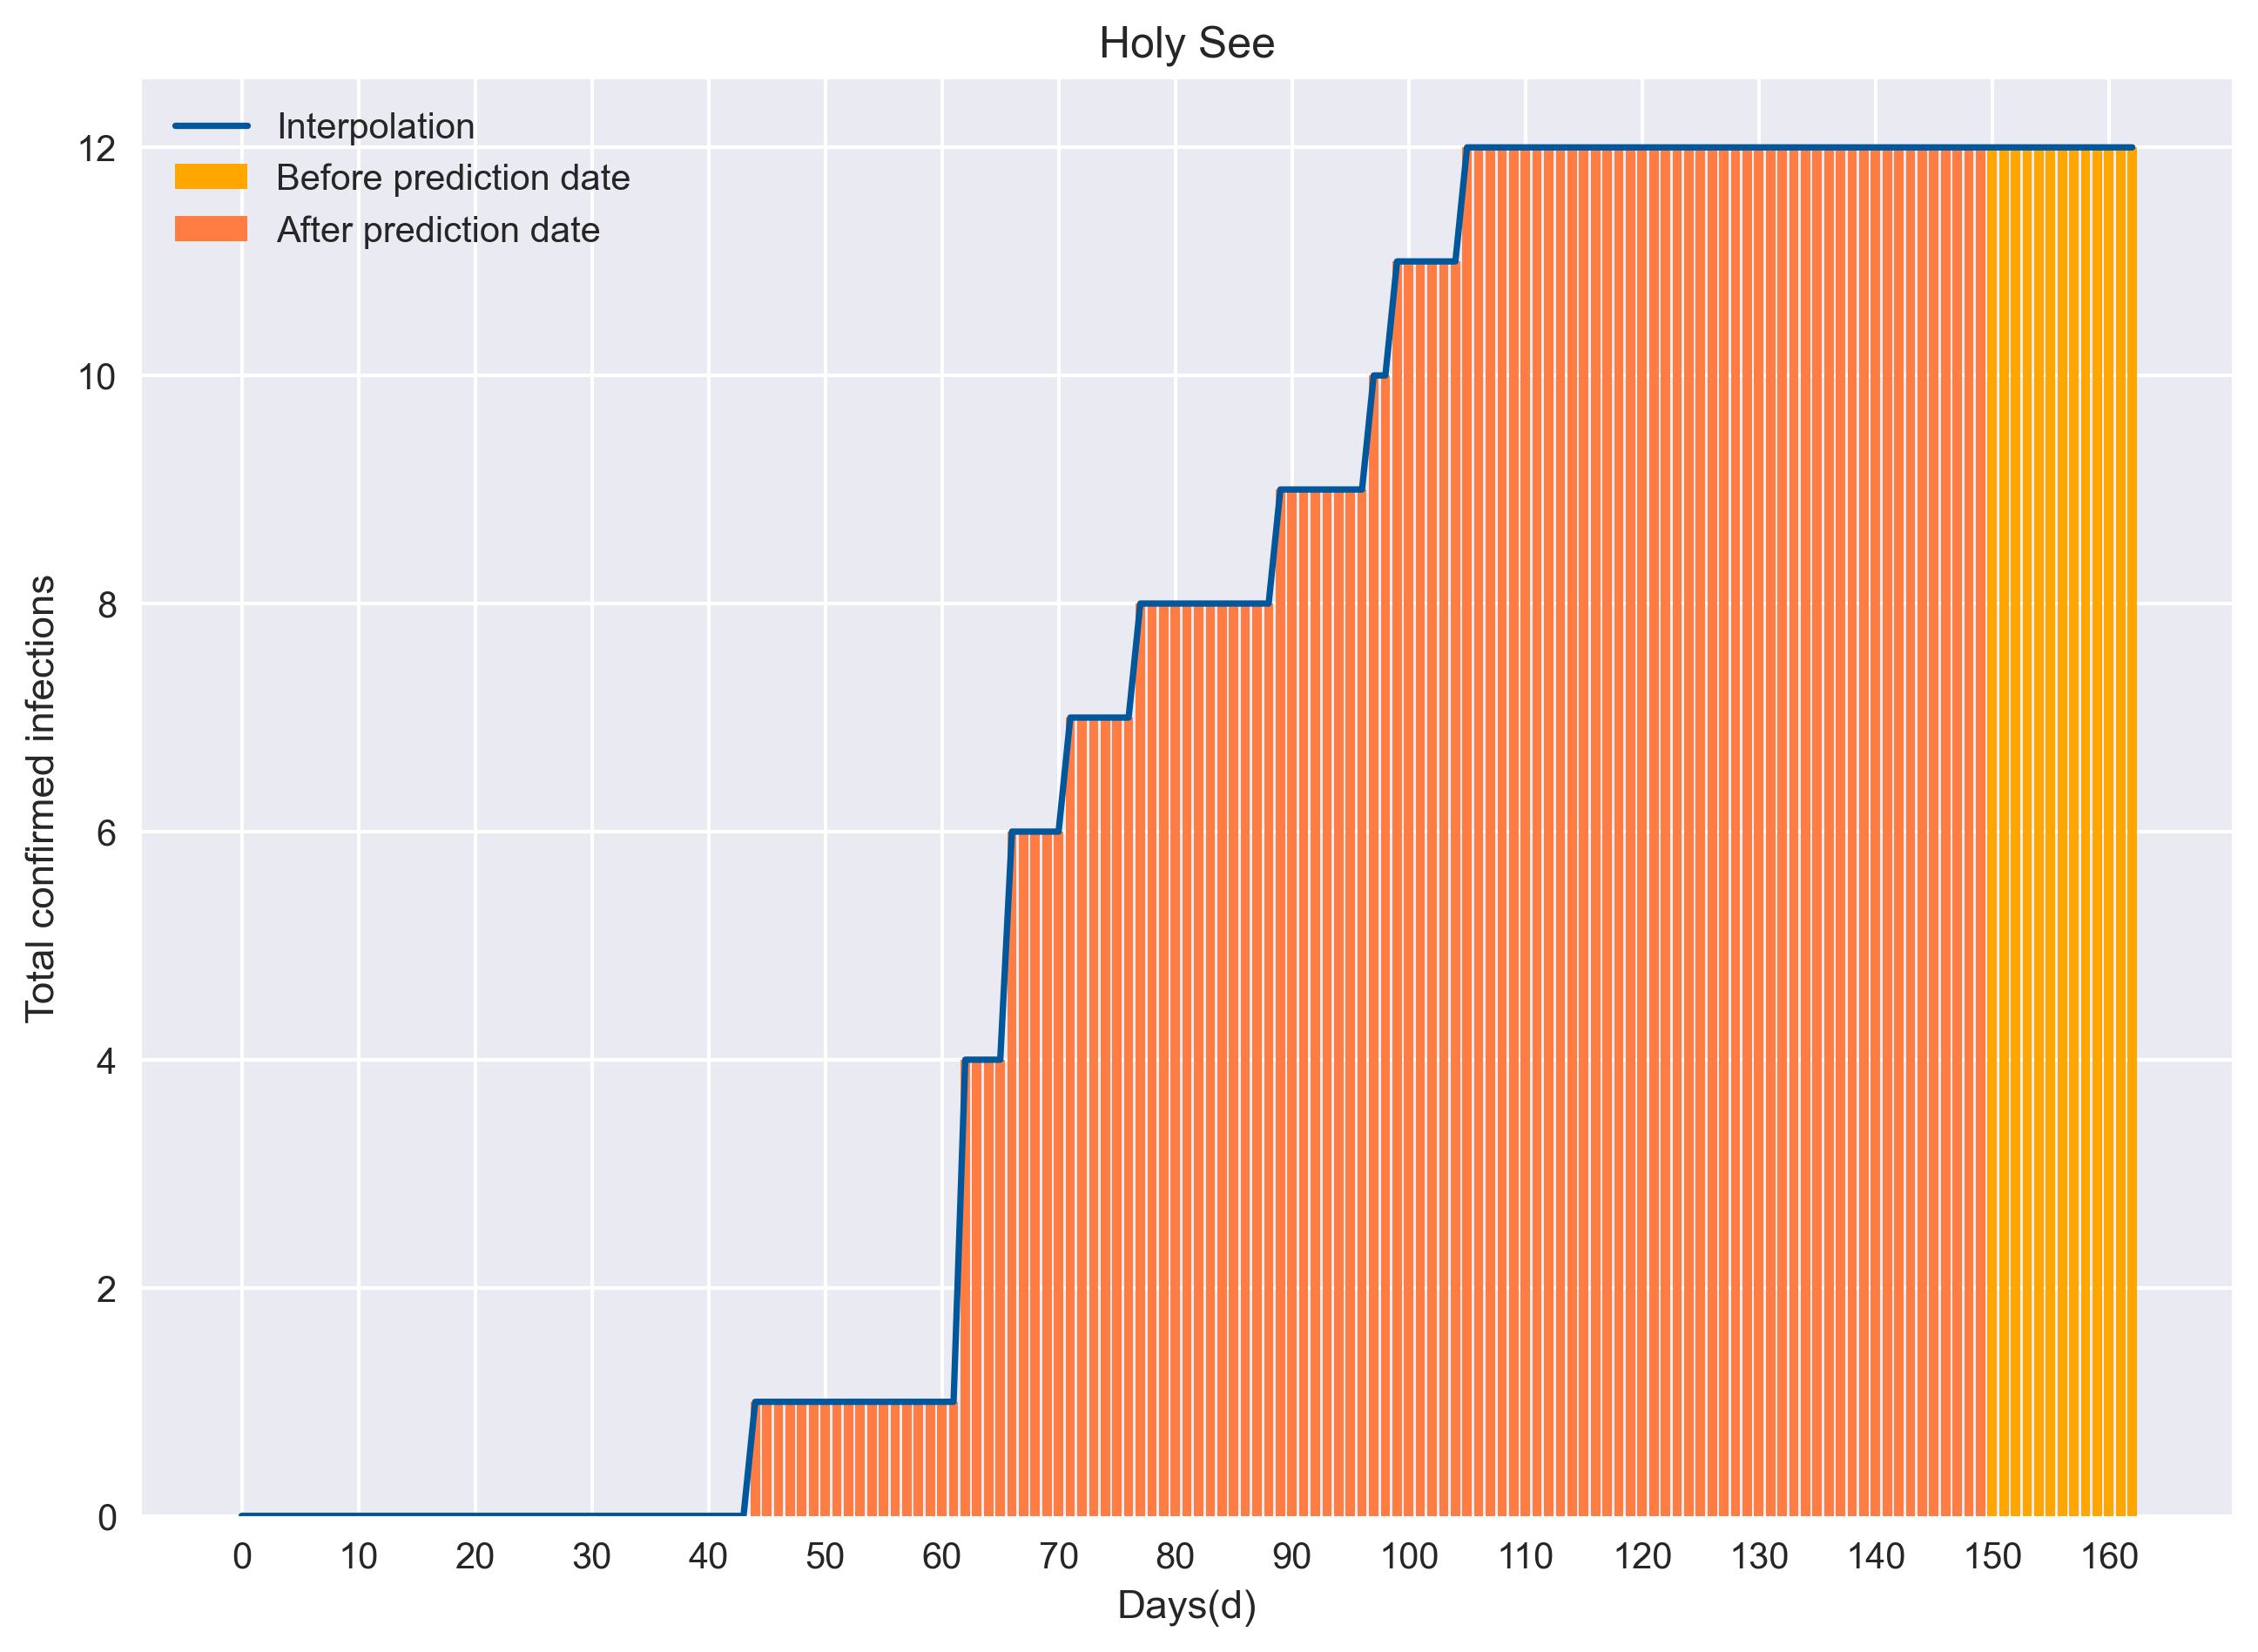 Holy See
Interpolation
Before prediction date
After prediction date
12
10
8
6
4
2
0
Total confirmed infections
0 10 20 30 40 50 60 70 80 90 100 110 120 130 140 150 160
Days(d)